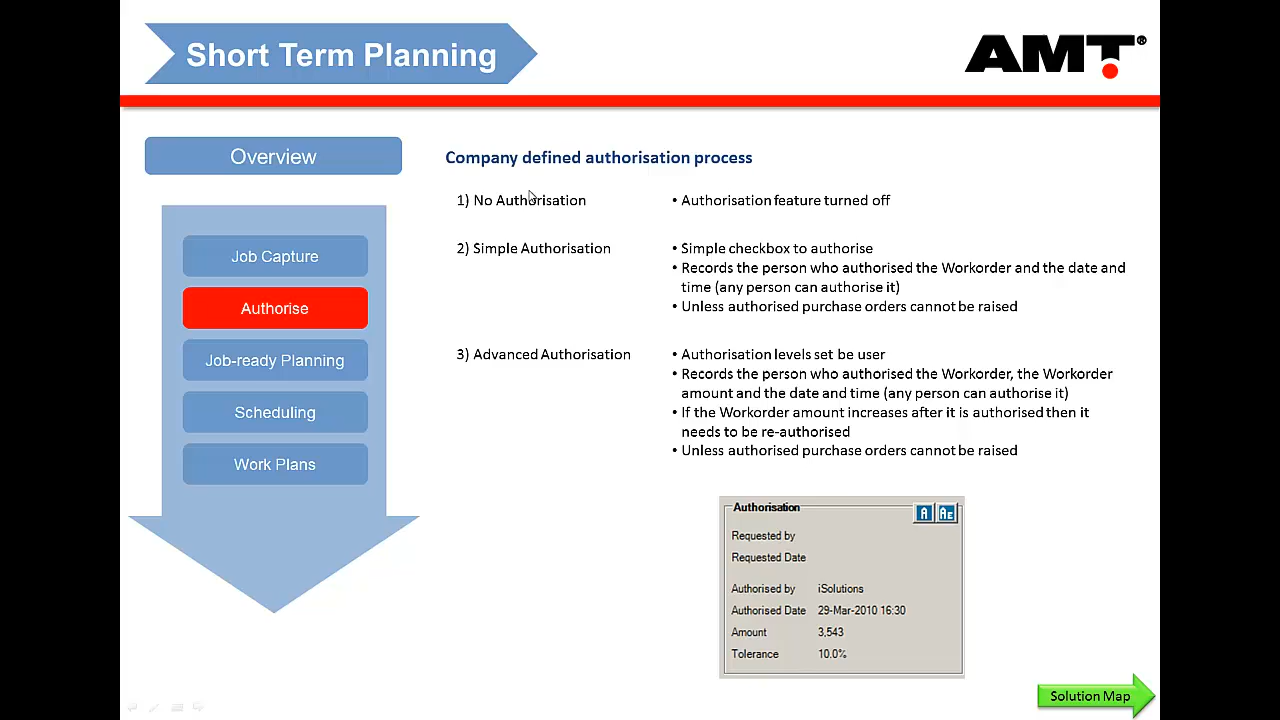 Short Term Planning
AMT®
Overview
Job Capture
Authorise
Job-ready Planning
Scheduling
Work Plans
Company defined authorisation process
1) No Authorisation
• Authorisation feature turned off
2) Simple Authorisation
• Simple checkbox to authorise
• Records the person who authorised the Workorder and the date and
time (any person can authorise it)
• Unless authorised purchase orders cannot be raised
3) Advanced Authorisation
• Authorisation levels set be user
• Records the person who authorised the Workorder, the Workorder
amount and the date and time (any person can authorise it)
• If the Workorder amount increases after it is authorised then it
needs to be re-authorised
• Unless authorised purchase orders cannot be raised
Authorisation
A AE
Requested by
Requested Date
Authorised by iSolutions
Authorised Date 29-Mar-2010 16:30
Amount 3,543
Tolerance 10.0%
Solution Map